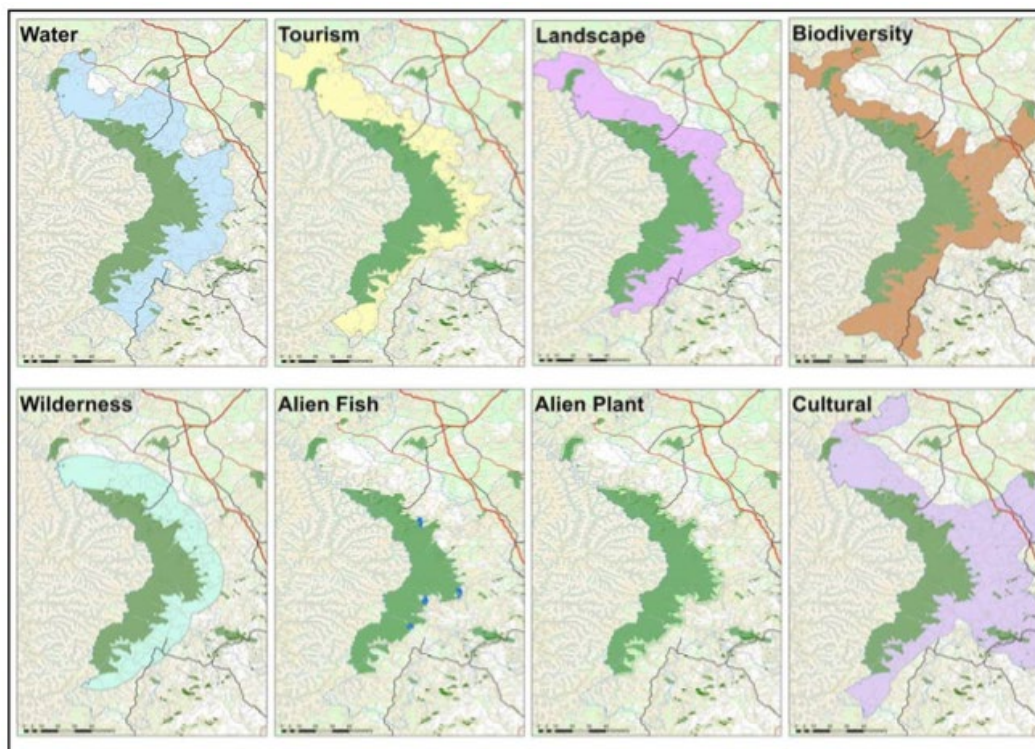 Water
Tourism
Landscape
Biodiversity
Wilderness
Alien Fish
Alien Plant
Cultural